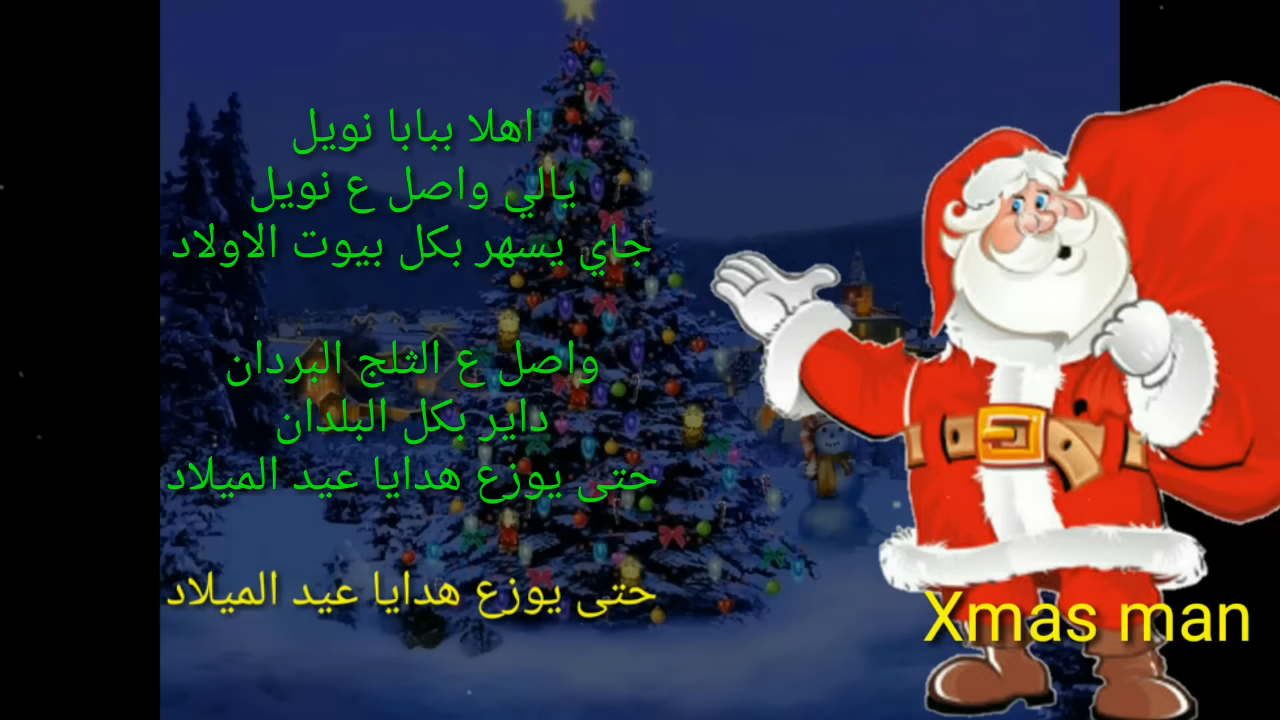 اهلا ببابا نويل
يالي واصل ع نويل
جاي يسهر بكل بيوت الاولاد
واصل ع الثلج البردان
داير بكل البلدان
حتى يوزع هدايا عيد الميلاد
حتى يوزع هدايا عيد الميلاد
Xmas man